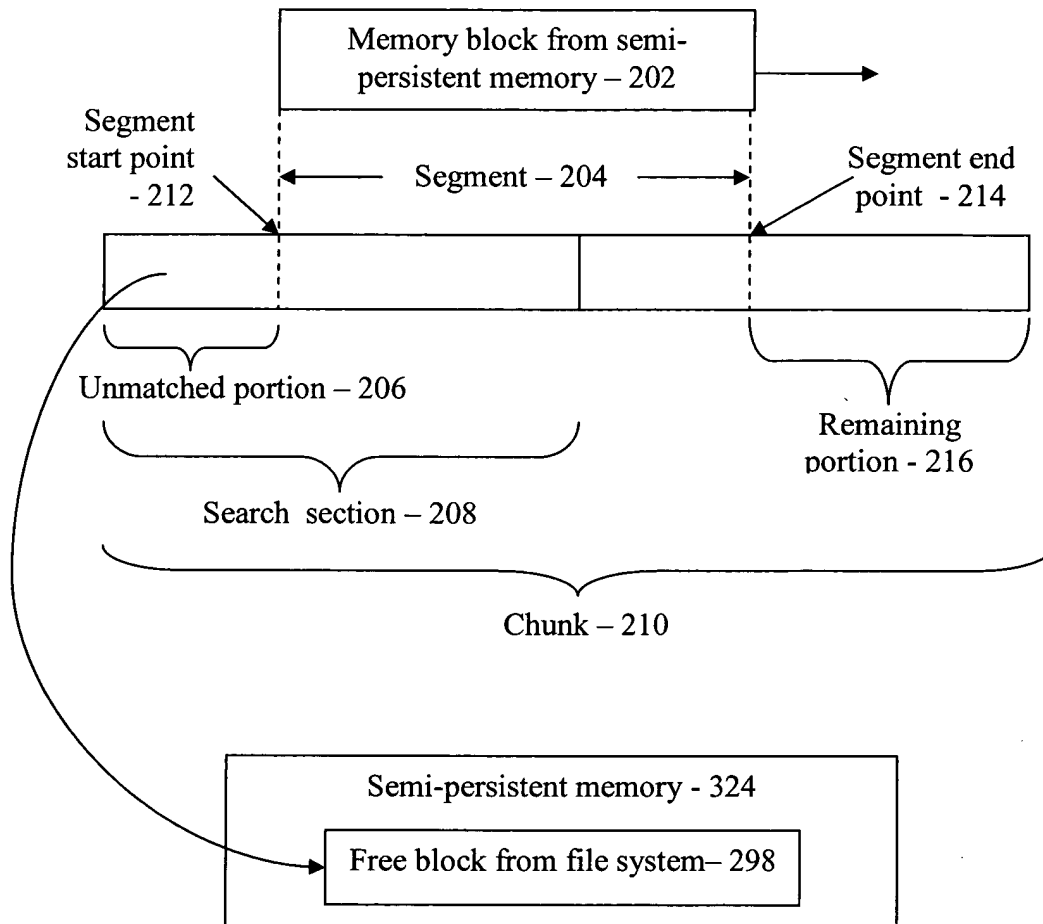 Memory block from semi-
persistent memory – 202
Segment
start point
- 212
Segment – 204
Segment end
point - 214
Unmatched portion – 206
Remaining
portion - 216
Search section – 208
Chunk – 210
Semi-persistent memory - 324
Free block from file system– 298